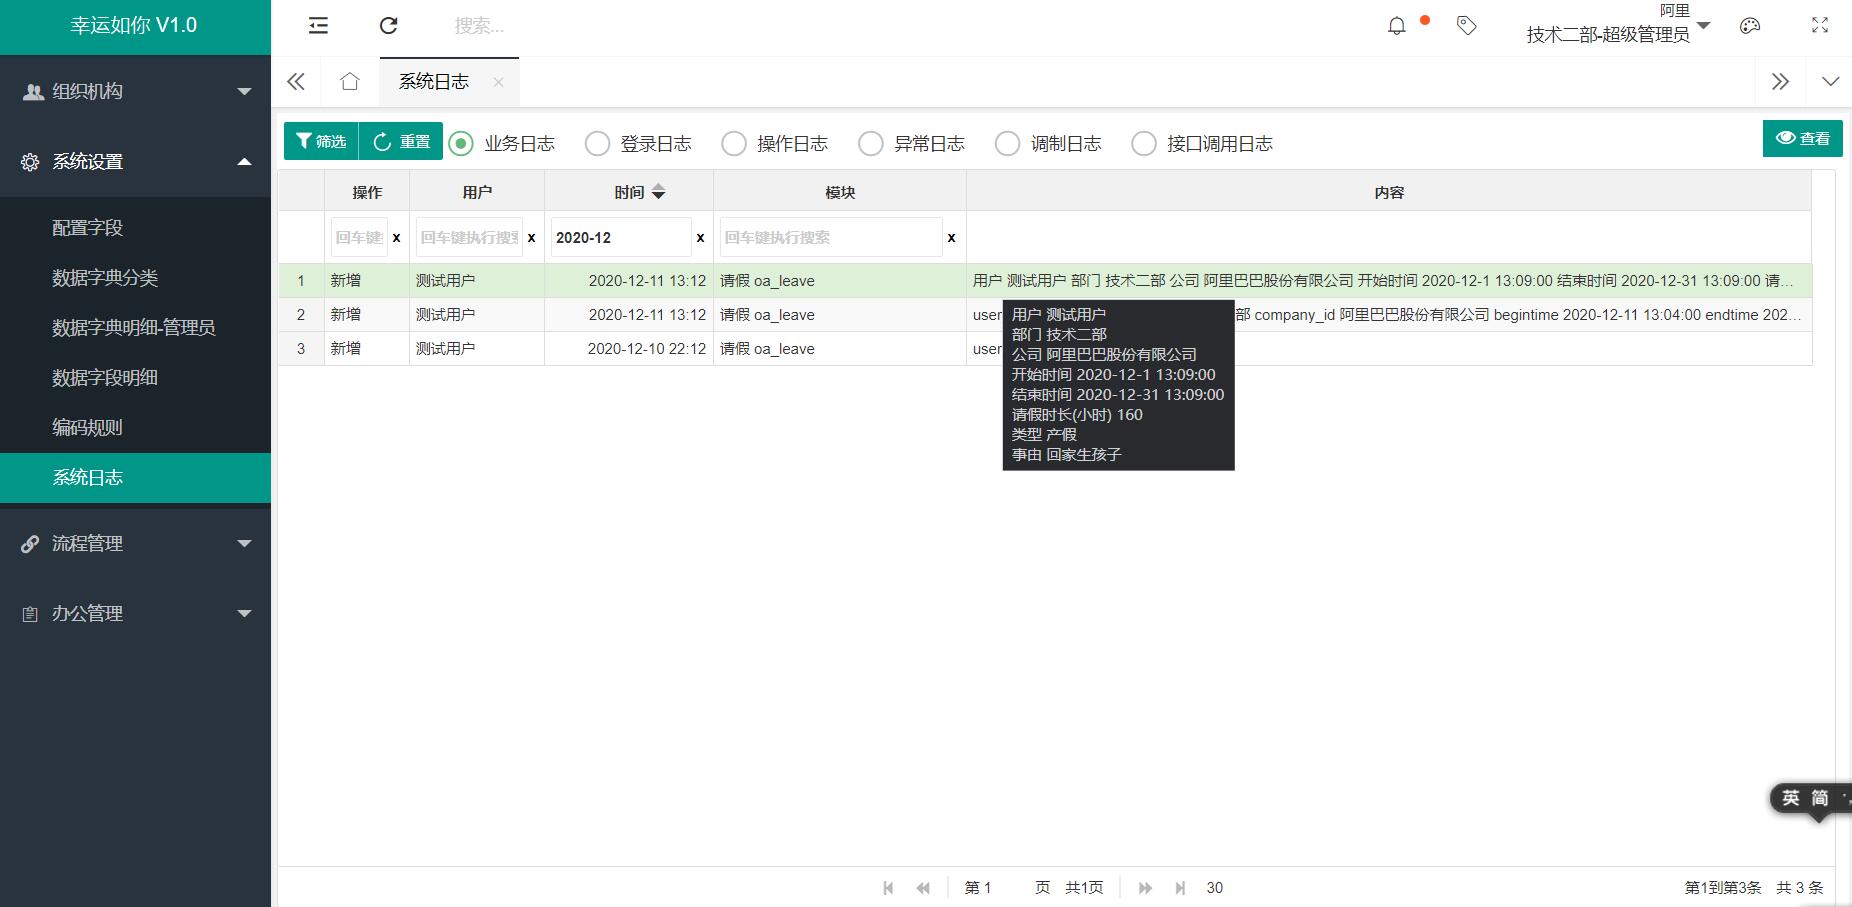 幸运如你 V1.0
搜索...
阿里
技术二部-超级管理员
组织机构
系统设置
配置字段
数据字典分类
数据字典明细-管理员
数据字段明细
编码规则
系统日志
流程管理
办公管理
系统日志
筛选 重置 业务日志 登录日志 操作日志 异常日志 调制日志 接口调用日志 查看
操作 用户 时间 模块 内容
回车键 x 回车键执行搜 x 2020-12 x 回车键执行搜索 x
1 新增 测试用户 2020-12-11 13:12 请假 oa_leave 用户 测试用户 部门 技术二部 公司 阿里巴巴股份有限公司 开始时间 2020-12-1 13:09:00 结束时间 2020-12-31 13:09:00 请...
2 新增 测试用户 2020-12-11 13:12 请假 oa_leave user 部 company_id 阿里巴巴股份有限公司 begintime 2020-12-11 13:04:00 endtime 202...
3 新增 测试用户 2020-12-10 22:12 请假 oa_leave user
用户 测试用户
部门 技术二部
公司 阿里巴巴股份有限公司
开始时间 2020-12-1 13:09:00
结束时间 2020-12-31 13:09:00
请假时长(小时) 160
类型 产假
事由 回家生孩子
英 简
第 1 页 共1页 30 第1到第3条 共 3 条